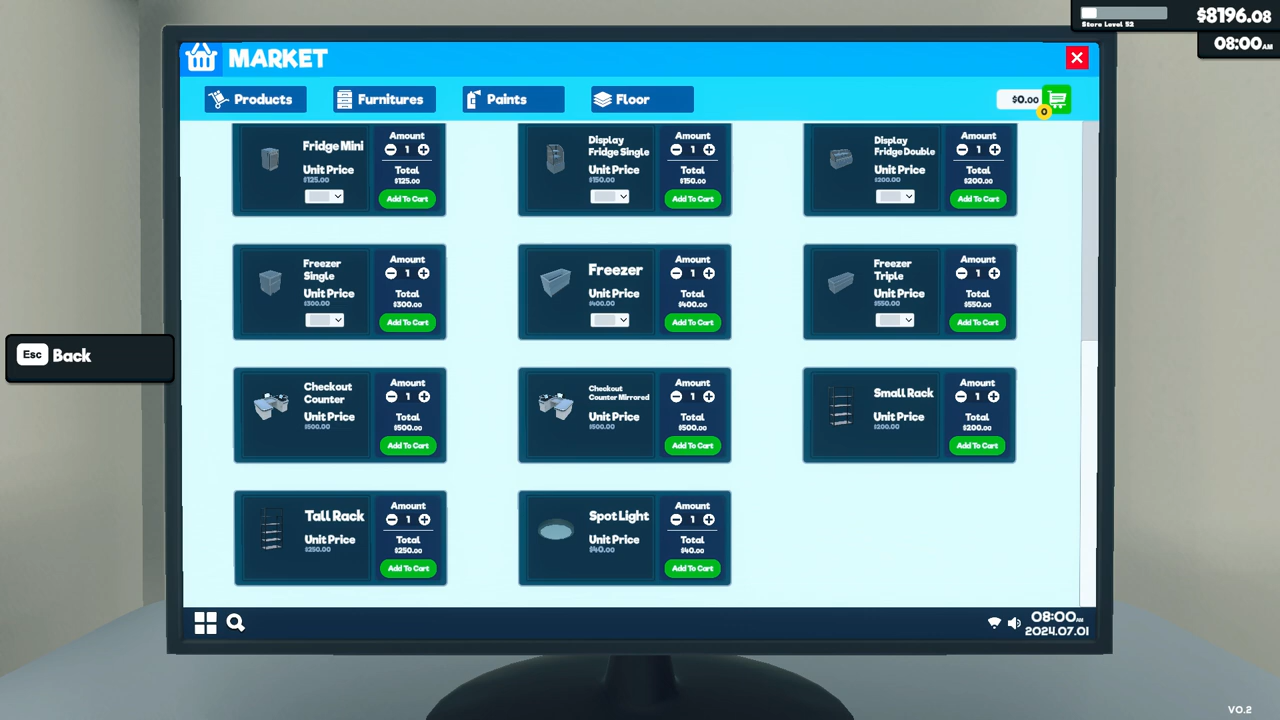 Store Level 52
$8196.08
08:00AM
MARKET
X
Products
Furnitures
Paints
Floor
$0.00
0
Fridge Mini
Unit Price
$125.00
Amount
1
Total
$125.00
Add To Cart
Display
Fridge Single
Unit Price
$150.00
Amount
1
Total
$150.00
Add To Cart
Display
Fridge Double
Unit Price
$200.00
Amount
1
Total
$200.00
Add To Cart
Freezer
Single
Unit Price
$300.00
Amount
1
Total
$300.00
Add To Cart
Freezer
Unit Price
$400.00
Amount
1
Total
$400.00
Add To Cart
Freezer
Triple
Unit Price
$550.00
Amount
1
Total
$550.00
Add To Cart
Esc Back
Checkout
Counter
Unit Price
$500.00
Amount
1
Total
$500.00
Add To Cart
Checkout
Counter Mirrored
Unit Price
$500.00
Amount
1
Total
$500.00
Add To Cart
Small Rack
Unit Price
$200.00
Amount
1
Total
$200.00
Add To Cart
Tall Rack
Unit Price
$250.00
Amount
1
Total
$250.00
Add To Cart
Spot Light
Unit Price
$40.00
Amount
1
Total
$40.00
Add To Cart
08:00AM
2024.07.01
V0.2